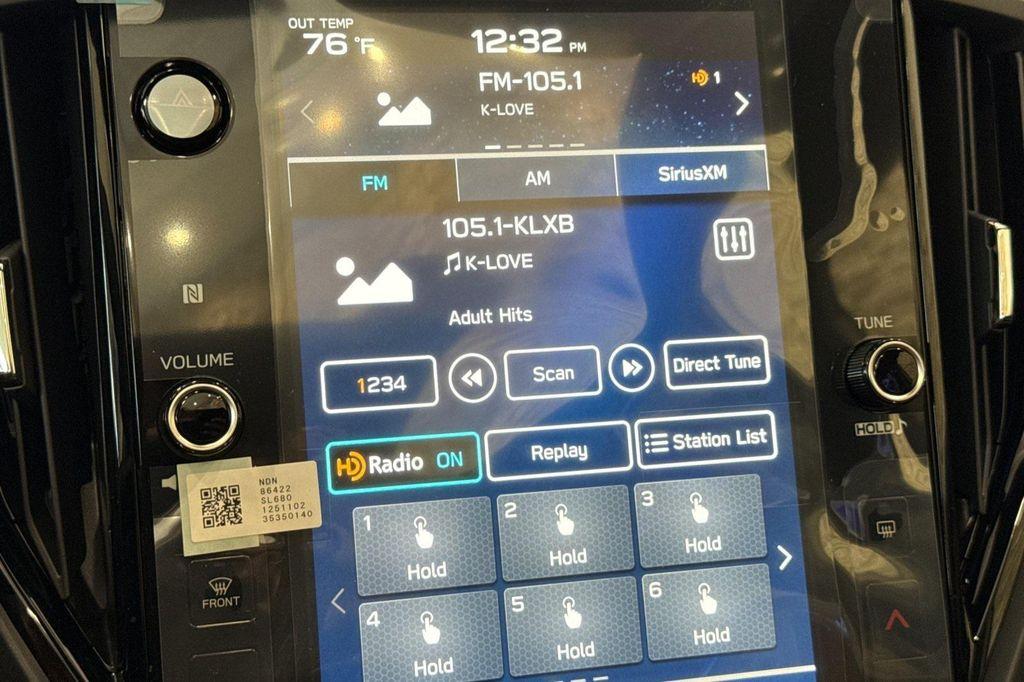 OUT TEMP
76 °F
12:32 PM
FM-105.1
HD 1
K-LOVE
FM
AM
SiriusXM
105.1-KLXB
K-LOVE
Adult Hits
VOLUME
TUNE
1234
Scan
Direct Tune
HOLD
HD Radio ON
Replay
Station List
NDN
86422
SL680
1251102
35350140
1
Hold
2
Hold
3
Hold
FRONT
4
Hold
5
Hold
6
Hold